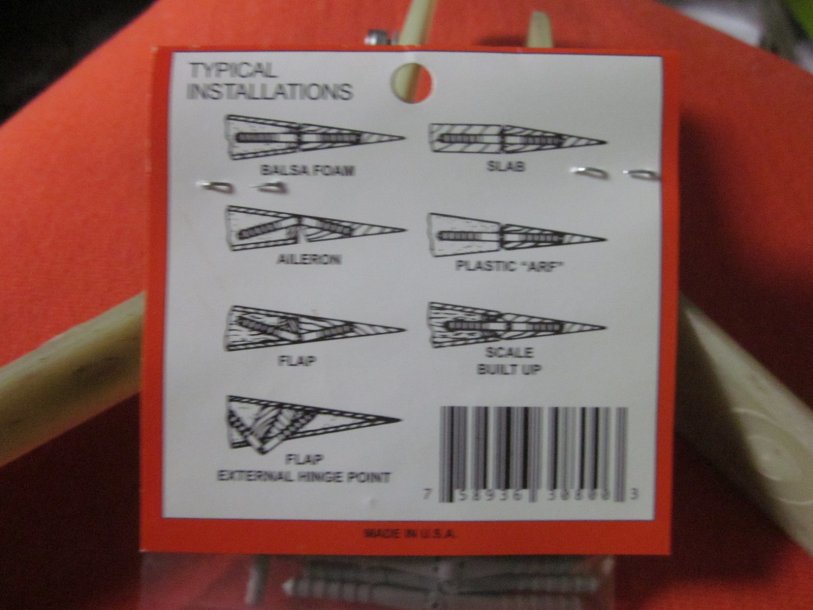 TYPICAL
INSTALLATIONS
BALSA FOAM
SLAB
AILERON
PLASTIC "ARF"
FLAP
SCALE
BUILT UP
FLAP
EXTERNAL HINGE POINT
7 58936 30800 3
MADE IN U.S.A.